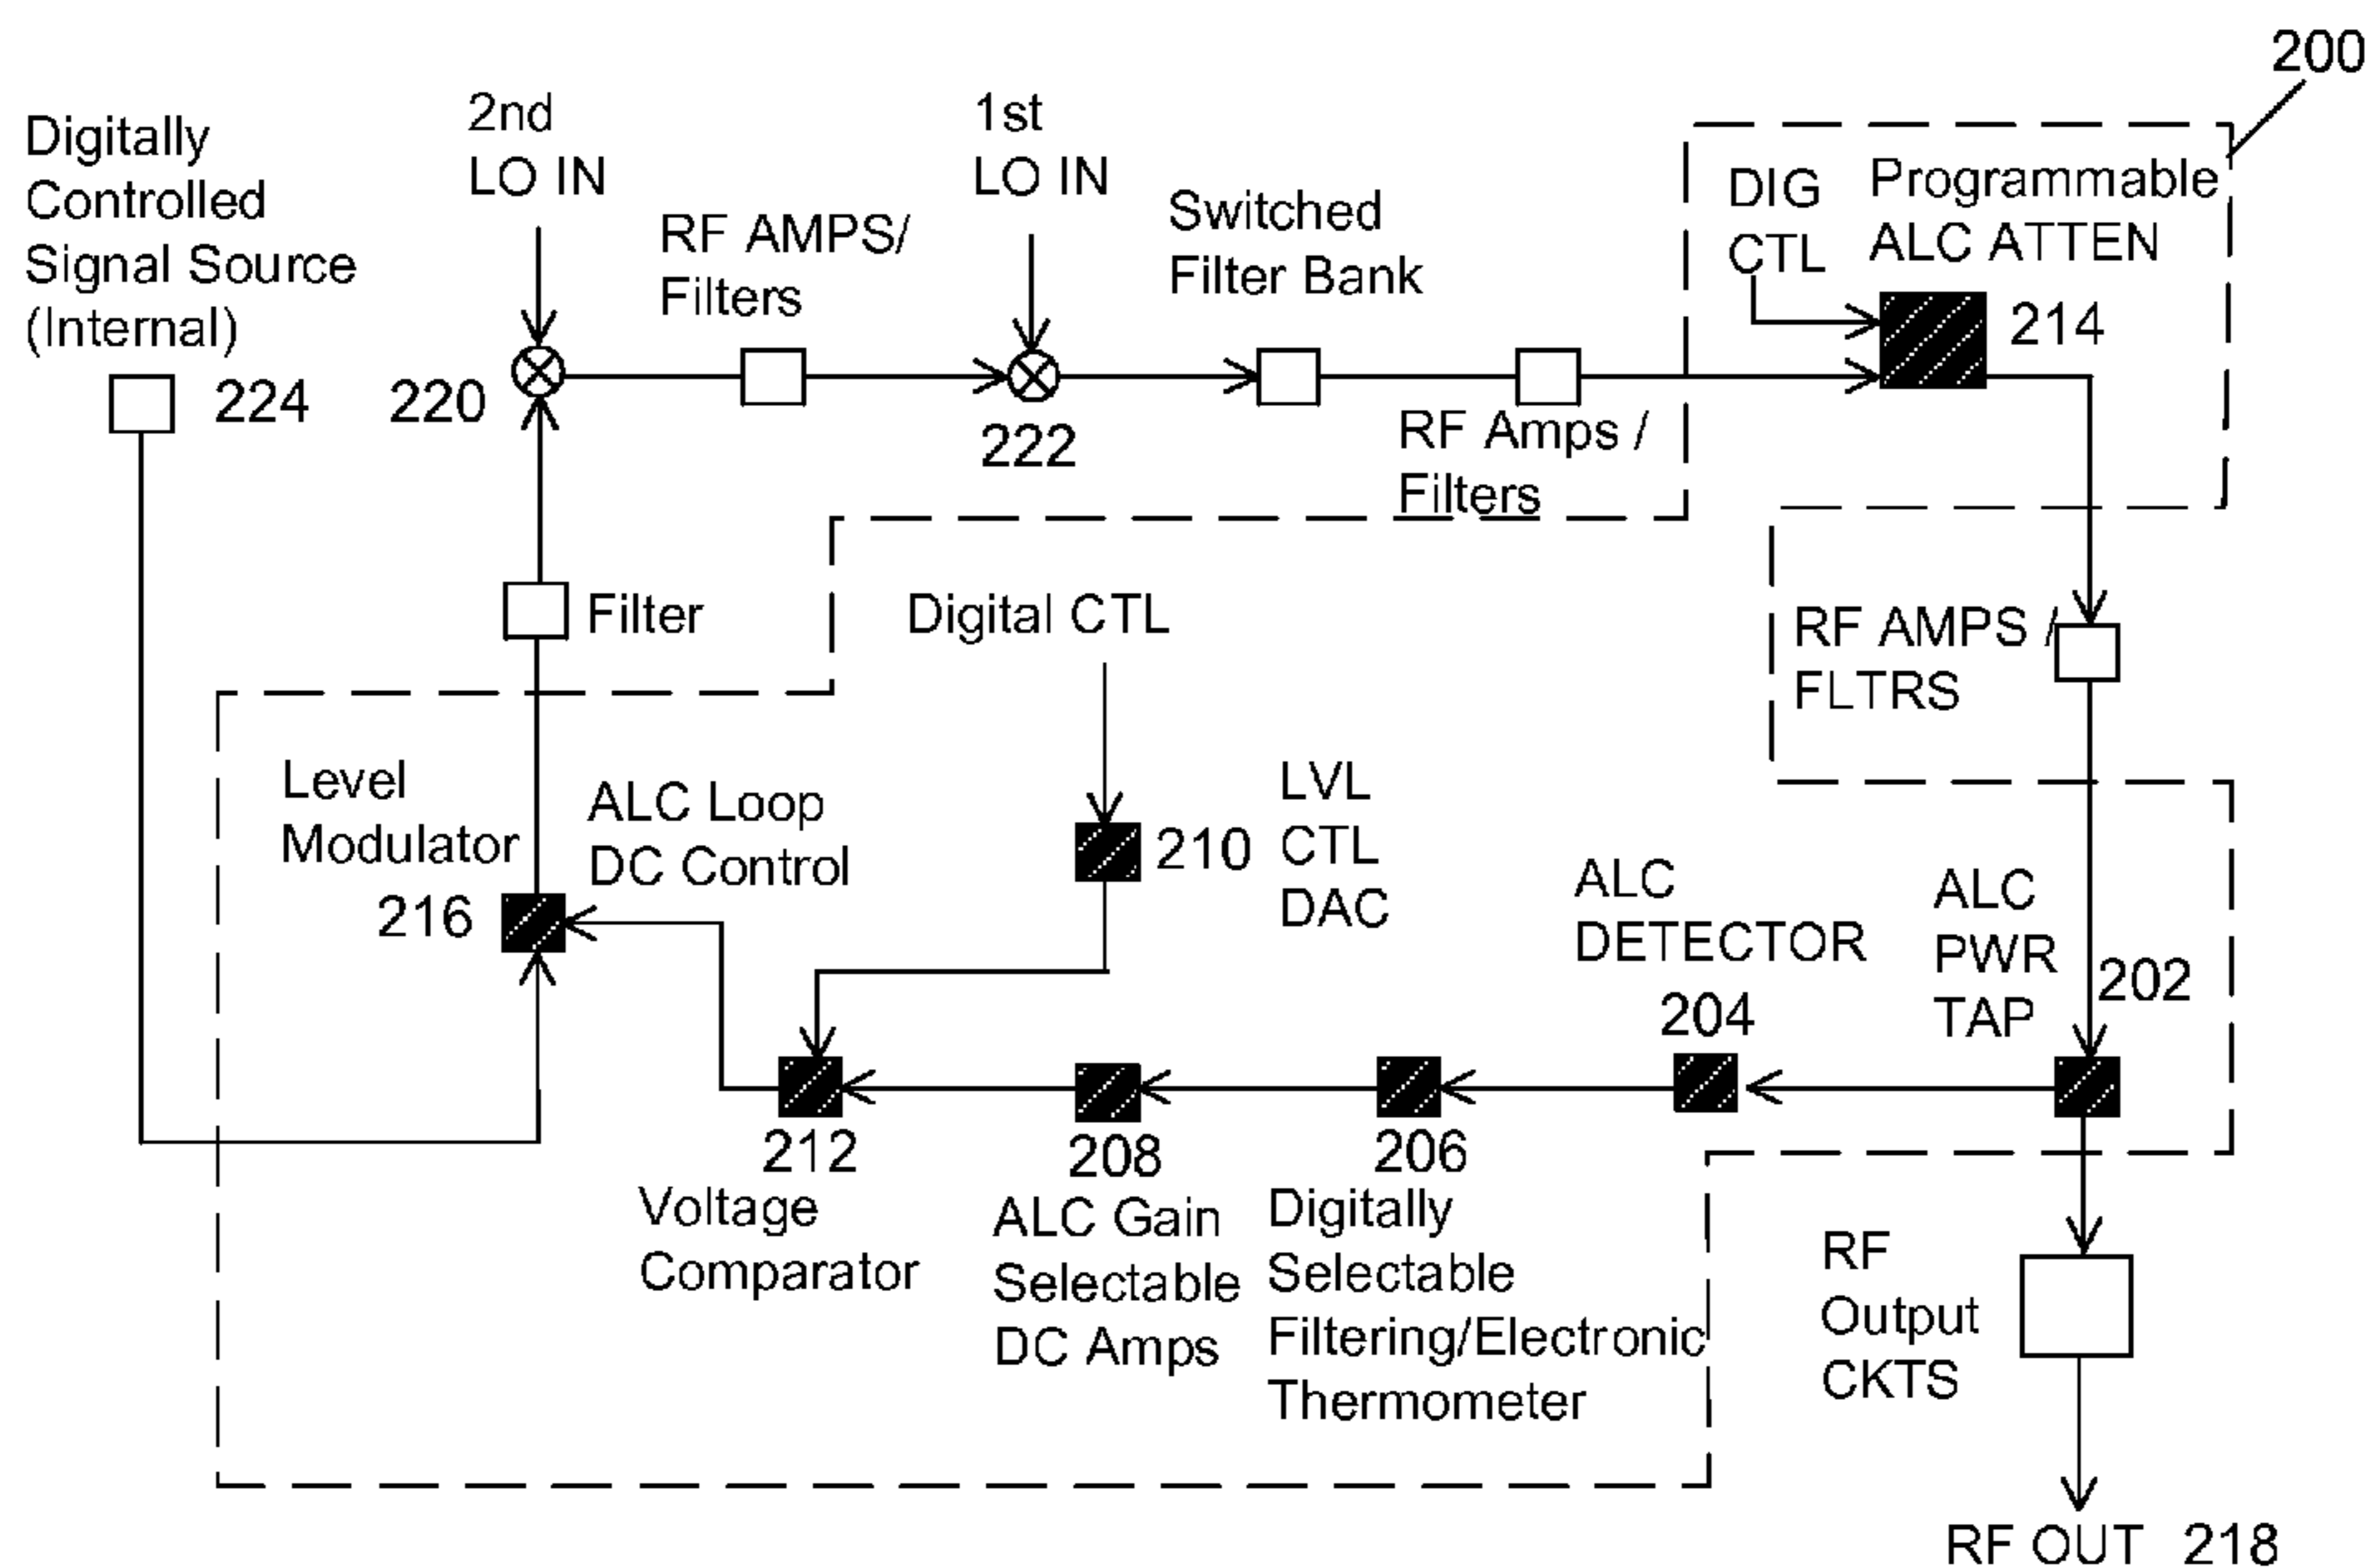 200
Digitally
Controlled
Signal Source
(Internal)
224
2nd
LO IN
220
RF AMPS/
Filters
1st
LO IN
222
Switched
Filter Bank
RF Amps /
Filters
DIG
CTL
Programmable
ALC ATTEN
214
Filter
Digital CTL
RF AMPS /
FLTRS
Level
Modulator
216
ALC Loop
DC Control
210
LVL
CTL
DAC
ALC
DETECTOR
204
ALC
PWR
TAP
202
212
Voltage
Comparator
208
ALC Gain
Selectable
DC Amps
206
Digitally
Selectable
Filtering/Electronic
Thermometer
RF
Output
CKTS
RF OUT 218